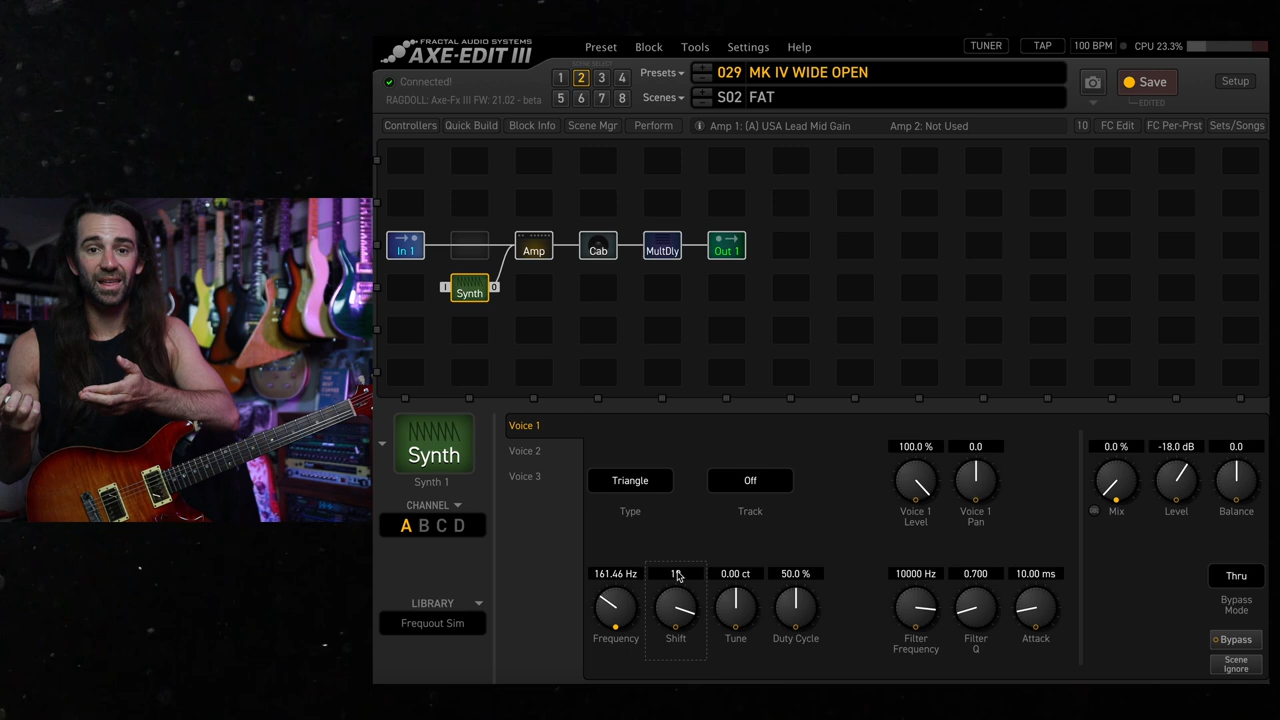 FRACTAL AUDIO SYSTEMS
AXE-EDIT III
Preset Block Tools Settings Help
TUNER TAP 100 BPM CPU 23.3%
SCENE SELECT
1 2 3 4
5 6 7 8
Connected!
RAGDOLL: Axe-Fx III FW: 21.02 - beta
Presets 029 MK IV WIDE OPEN
Scenes S02 FAT
Save
EDITED
Setup
Controllers Quick Build Block Info Scene Mgr Perform Amp 1: (A) USA Lead Mid Gain Amp 2: Not Used 10 FC Edit FC Per-Prst Sets/Songs
In 1 Amp Cab MultDly Out 1
I Synth O
Synth
Synth 1
CHANNEL
A B C D
LIBRARY
Frequout Sim
Voice 1
Voice 2
Voice 3
Triangle Off
Type Track
100.0 % 0.0
Voice 1 Level
Voice 1 Pan
0.0 % -18.0 dB 0.0
Mix Level Balance
161.46 Hz 0.00 ct 50.0 %
Frequency Shift Tune Duty Cycle
10000 Hz 0.700 10.00 ms
Filter Frequency
Filter Q
Attack
Thru
Bypass Mode
Bypass
Scene Ignore